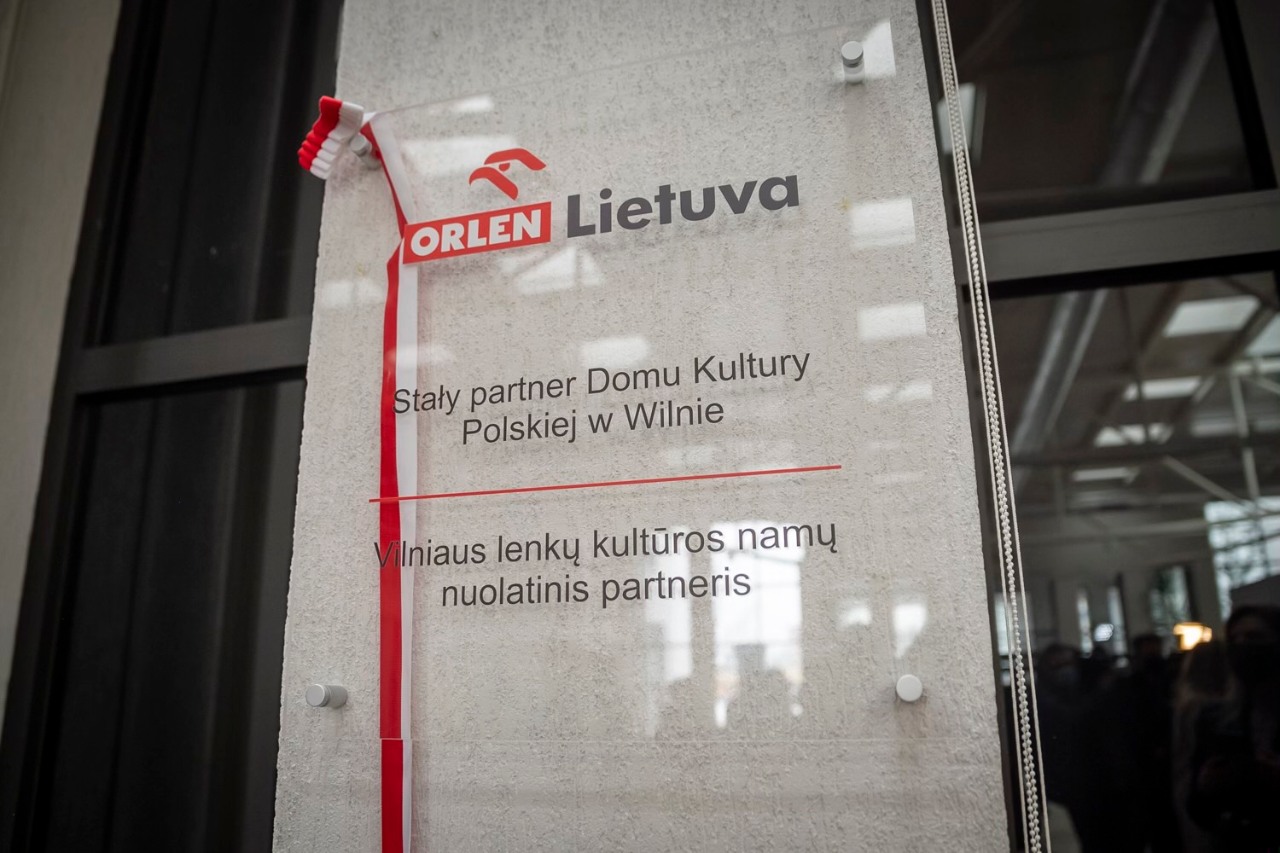 ORLEN Lietuva
Stały partner Domu Kultury
Polskiej w Wilnie
Vilniaus lenkų kultūros namų
nuolatinis partneris